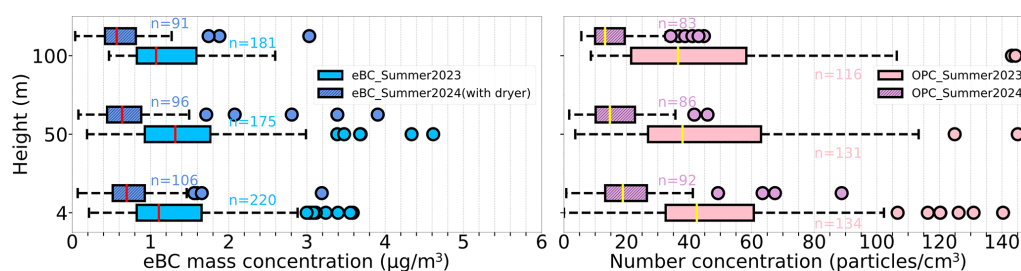 Height (m)
100
50
4
n=91
n=181
n=96
n=175
n=106
n=220
eBC_Summer2023
eBC_Summer2024(with dryer)
0 1 2 3 4 5 6
eBC mass concentration (μg/m³)
n=83
n=116
n=86
n=131
n=92
n=134
OPC_Summer2023
OPC_Summer2024
0 20 40 60 80 100 120 140
Number concentration (particles/cm³)